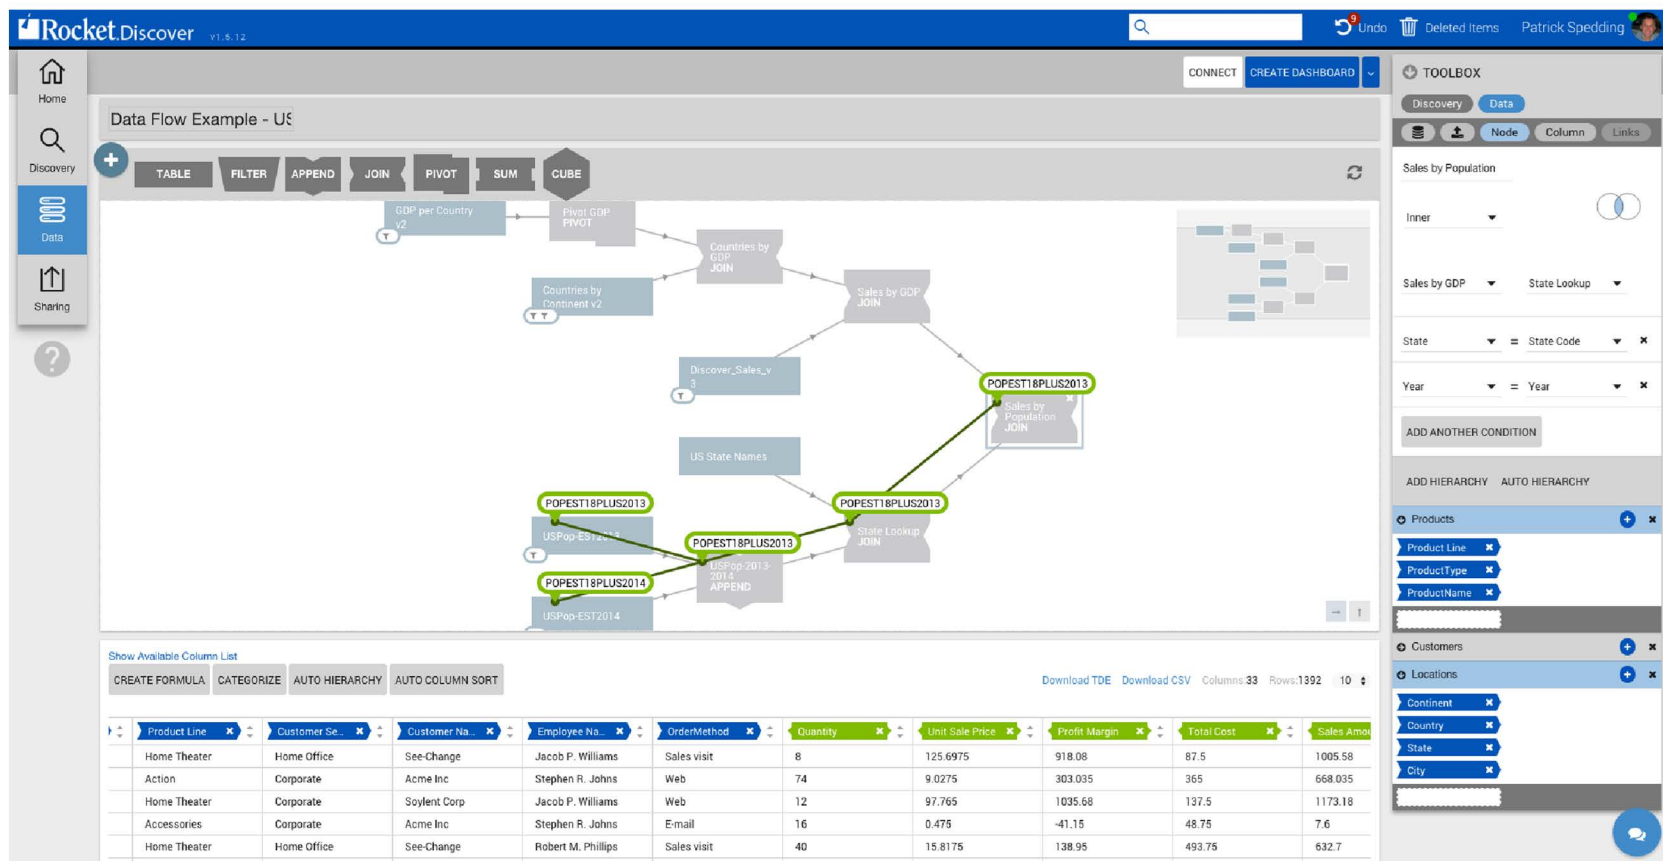 Rocket.Discover v1.5.12
9
Undo
Deleted Items
Patrick Spedding
Home
Discovery
Data
Sharing
?
CONNECT
CREATE DASHBOARD
Data Flow Example - US
TABLE
FILTER
APPEND
JOIN
PIVOT
SUM
CUBE
GDP per Country
v2
Pivot GDP
PIVOT
Countries by
GDP
JOIN
Countries by
Continent v2
Sales by GDP
JOIN
Discover_Sales_v
3
POPEST18PLUS2013
Sales by
Population
JOIN
US State Names
POPEST18PLUS2013
USPop-EST2013
POPEST18PLUS2013
State Lookup
JOIN
POPEST18PLUS2013
USPop-2013-
2014
APPEND
POPEST18PLUS2014
USPop-EST2014
TOOLBOX
Discovery
Data
Node
Column
Links
Sales by Population
Inner
Sales by GDP
State Lookup
State = State Code
Year = Year
ADD ANOTHER CONDITION
ADD HIERARCHY
AUTO HIERARCHY
Products
Product Line
ProductType
ProductName
Customers
Locations
Continent
Country
State
City
Show Available Column List
CREATE FORMULA
CATEGORIZE
AUTO HIERARCHY
AUTO COLUMN SORT
Download TDE
Download CSV
Columns:33
Rows:1392
10
Product Line Customer Se... Customer Na... Employee Na... OrderMethod Quantity Unit Sale Price Profit Margin Total Cost Sales Amou
Home Theater Home Office See-Change Jacob P. Williams Sales visit 8 125.6975 918.08 87.5 1005.58
Action Corporate Acme Inc Stephen R. Johns Web 74 9.0275 303.035 365 668.035
Home Theater Corporate Soylent Corp Jacob P. Williams Web 12 97.765 1035.68 137.5 1173.18
Accessories Corporate Acme Inc Stephen R. Johns E-mail 16 0.475 -41.15 48.75 7.6
Home Theater Home Office See-Change Robert M. Phillips Sales visit 40 15.8175 138.95 493.75 632.7